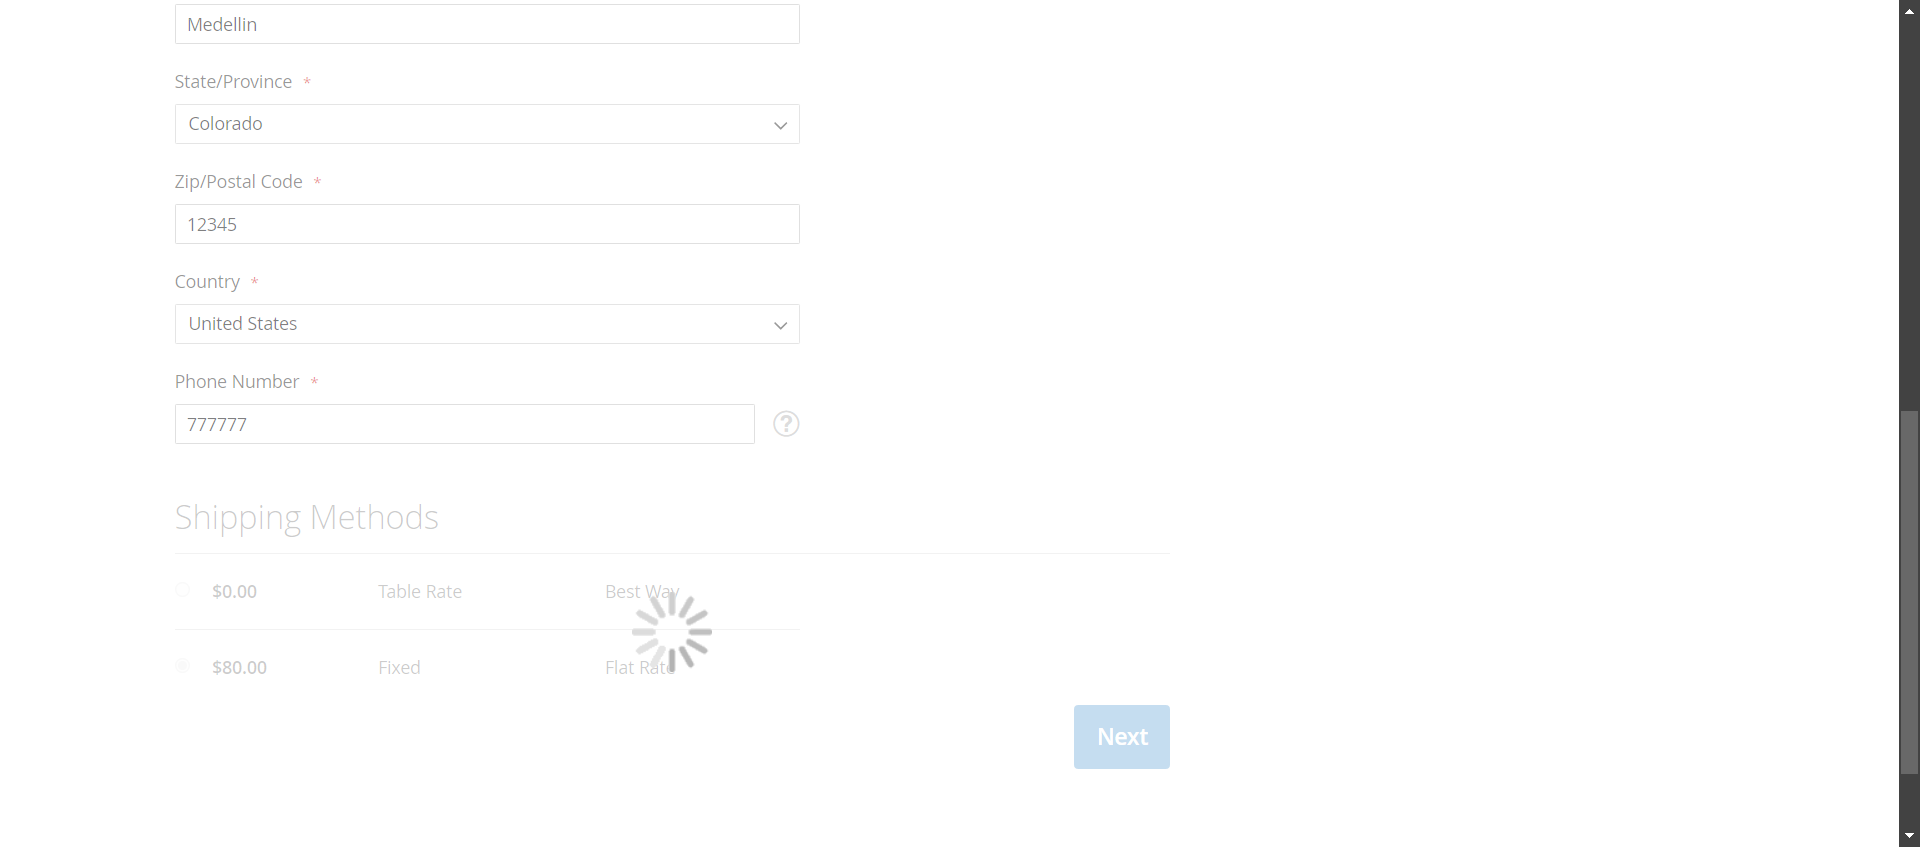 Medellin
State/Province *
Colorado
Zip/Postal Code *
12345
Country *
United States
Phone Number *
777777
?
Shipping Methods
$0.00 Table Rate Best Way
$80.00 Fixed Flat Rate
Next